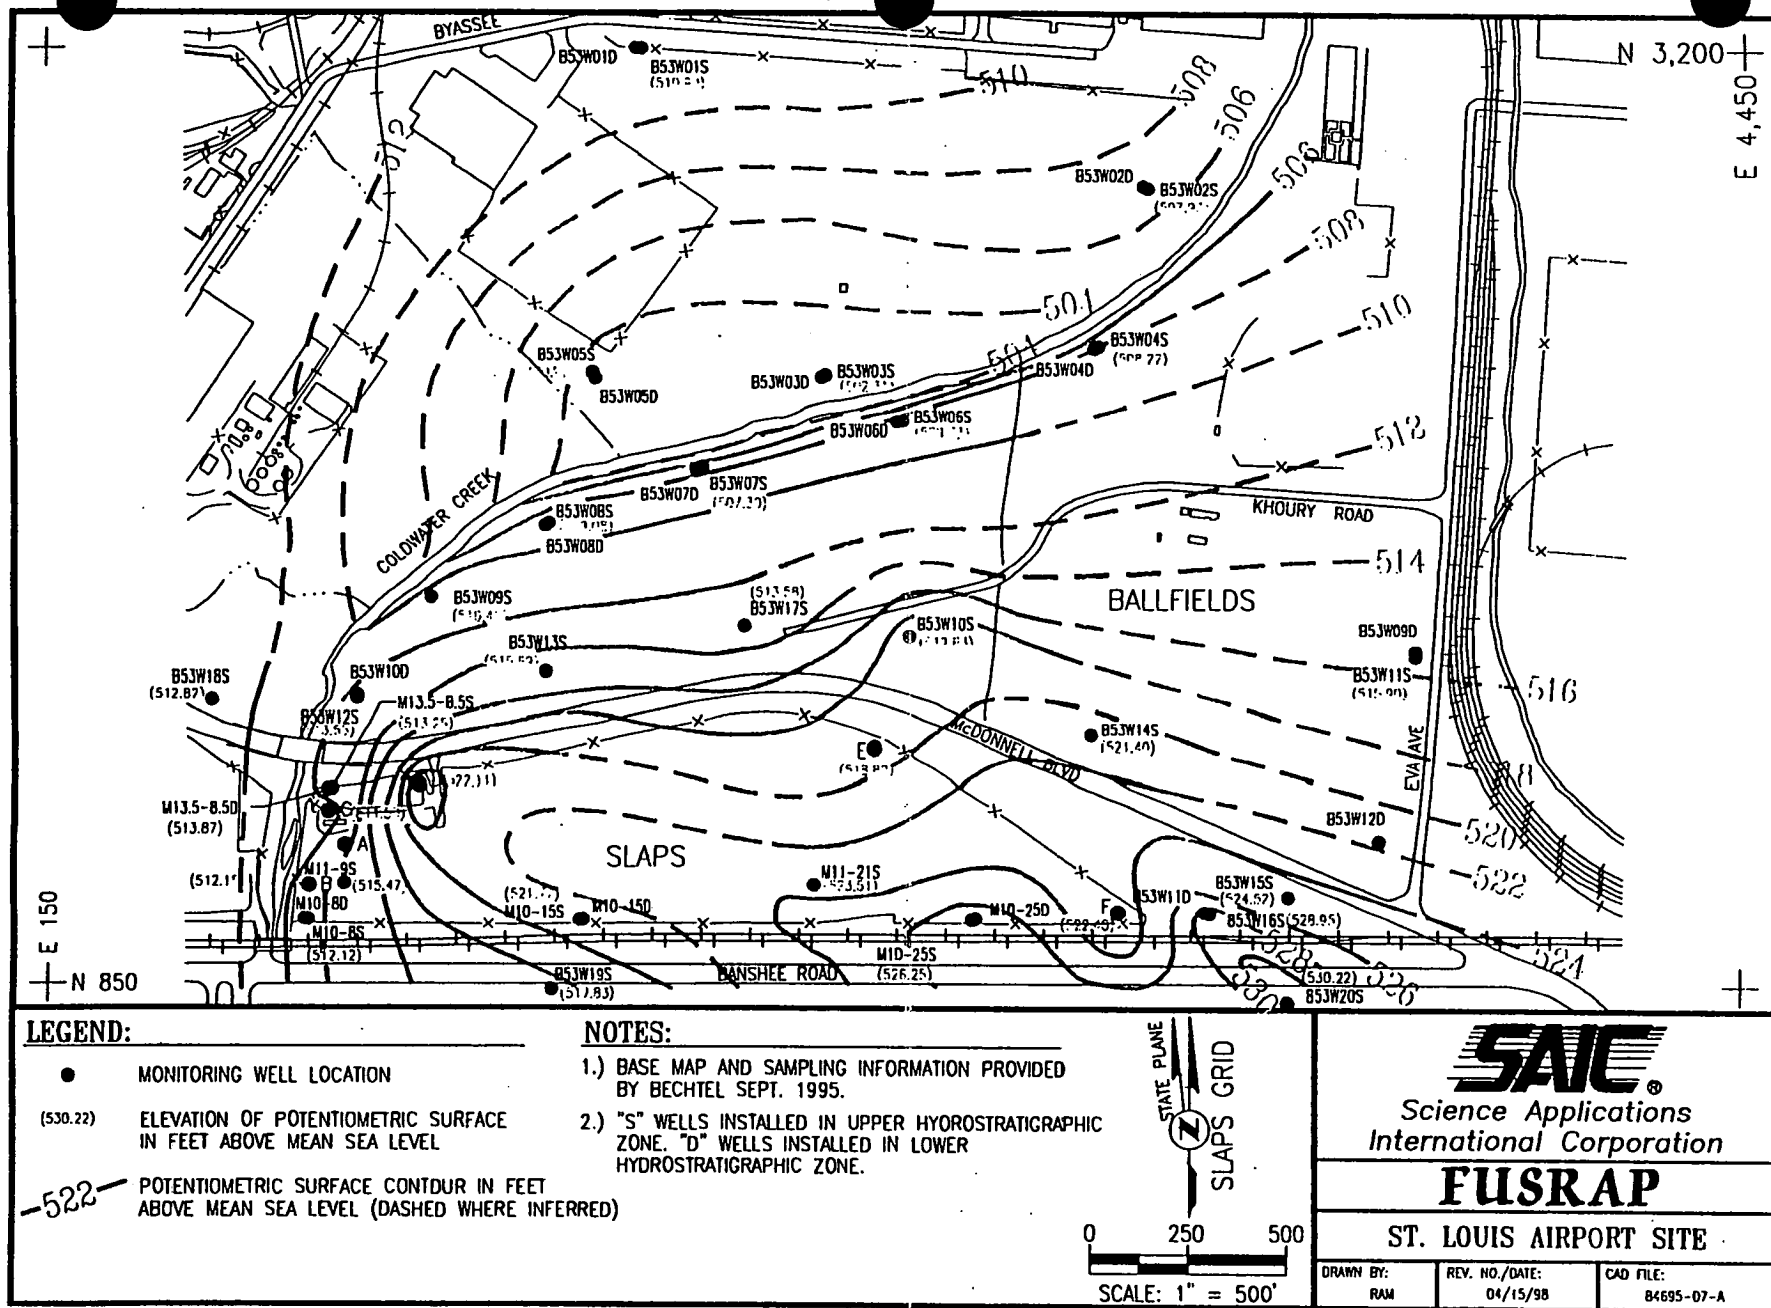 BYASSEE
N 3,200
E 4,450
B53W01D
B53W01S
510
508
506
512
B53W02D
B53W02S
506
508
504
510
B53W05S
B53W05D
B53W03D
B53W03S
504
B53W04S
B53W04D
B53W06D
B53W06S
512
B53W07D
B53W07S
(507.30)
COLDWATER CREEK
B53W08S
B53W08D
KHOURY ROAD
514
B53W09S
(513.58)
B53W17S
BALLFIELDS
B53W10S
B53W13S
B53W09D
B53W11S
(515.90)
B53W18S
(512.87)
B53W10D
M13.5-8.5S
(513.25)
B53W12S
516
E
B53W14S
(521.40)
McDONNELL BLVD
EVA AVE
M13.5-8.5D
(513.87)
G
A
B53W12D
520
SLAPS
522
M11-9S
B
(515.47)
M10-8D
M10-8S
(512.12)
M11-21S
M10-15S
M10-15D
M10-25D
F
B53W11D
B53W15S
(524.52)
B53W16S (528.95)
M10-25S
(526.25)
528
530
526
524
(530.22)
B53W20S
B53W19S
(517.83)
BANSHEE ROAD
E 150
N 850
LEGEND:
MONITORING WELL LOCATION
(530.22) ELEVATION OF POTENTIOMETRIC SURFACE
IN FEET ABOVE MEAN SEA LEVEL
522 POTENTIOMETRIC SURFACE CONTOUR IN FEET
ABOVE MEAN SEA LEVEL (DASHED WHERE INFERRED)
NOTES:
1.) BASE MAP AND SAMPLING INFORMATION PROVIDED
BY BECHTEL SEPT. 1995.
2.) "S" WELLS INSTALLED IN UPPER HYOROSTRATIGRAPHIC
ZONE. "D" WELLS INSTALLED IN LOWER
HYDROSTRATIGRAPHIC ZONE.
STATE PLANE
SLAPS GRID
N
0 250 500
SCALE: 1" = 500'
SAIC®
Science Applications
International Corporation
FUSRAP
ST. LOUIS AIRPORT SITE
DRAWN BY:
RAM
REV. NO./DATE:
04/15/98
CAD FILE:
84695-07-A